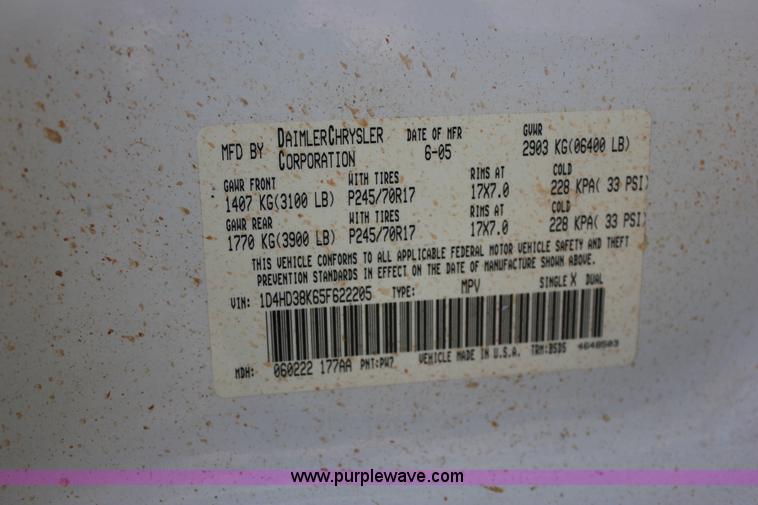 MFD BY DAIMLERCHRYSLER CORPORATION DATE OF MFR 6-05 GVWR 2903 KG(06400 LB)
GAWR FRONT WITH TIRES RIMS AT COLD
1407 KG(3100 LB) P245/70R17 17X7.0 228 KPA( 33 PSI)
GAWR REAR WITH TIRES RIMS AT COLD
1770 KG(3900 LB) P245/70R17 17X7.0 228 KPA( 33 PSI)
THIS VEHICLE CONFORMS TO ALL APPLICABLE FEDERAL MOTOR VEHICLE SAFETY AND THEFT
PREVENTION STANDARDS IN EFFECT ON THE DATE OF MANUFACTURE SHOWN ABOVE.
VIN: 1D4HD38K65F622205 TYPE: MPV SINGLE X DUAL
MDH: 060222 177AA PNT:PW7 VEHICLE MADE IN U.S.A. TRM:BSD5 4648503
www.purplewave.com